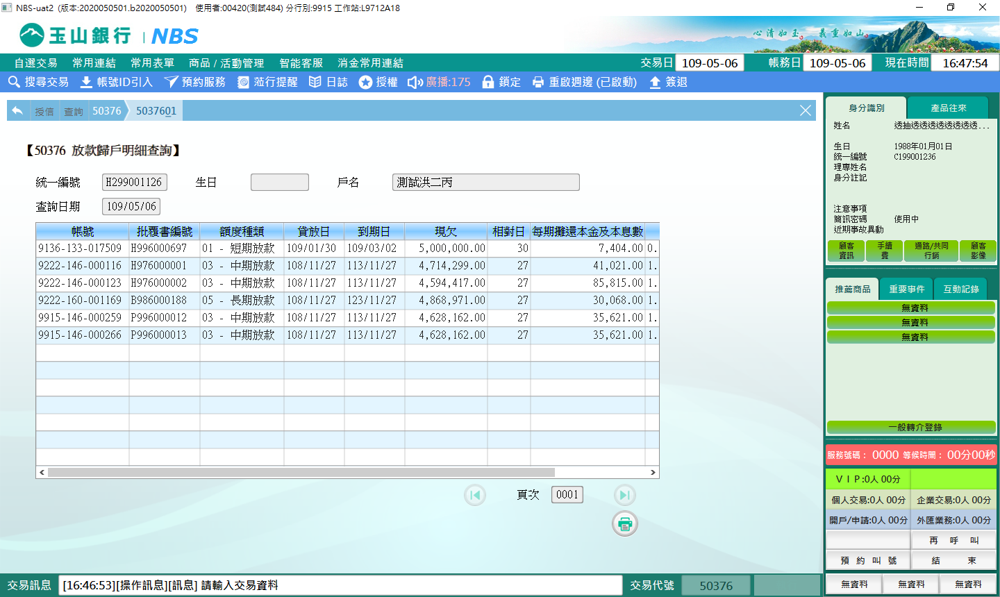 NBS-uat2 (版本:2020050501.b2020050501) 使用者:00420(測試484) 分行別:9915 工作站:L9712A18
玉山銀行 | NBS
心清如玉。義重如山。
自選交易 常用連結 常用表單 商品 / 活動管理 智能客服 消金常用連結 交易日 109-05-06 帳務日 109-05-06 現在時間 16:47:54
搜尋交易 帳號ID引入 預約服務 蒞行提醒 日誌 授權 廣播:175 鎖定 重啟週邊 (已啟動) 簽退
授信 查詢 50376 5037601
【50376 放款歸戶明細查詢】
統一編號 H299001126 生日 戶名 測試洪二丙
查詢日期 109/05/06
帳號 批覆書編號 額度種類 貸放日 到期日 現欠 相對日 每期攤還本金及本息數
9136-133-017509 H996000697 01 - 短期放款 109/01/30 109/03/02 5,000,000.00 30 7,404.00 0.
9222-146-000116 H976000001 03 - 中期放款 108/11/27 113/11/27 4,714,299.00 27 41,021.00 1.
9222-146-000123 H976000002 03 - 中期放款 108/11/27 113/11/27 4,594,417.00 27 85,815.00 1.
9222-160-001169 B986000188 05 - 長期放款 108/11/27 123/11/27 4,868,971.00 27 30,068.00 1.
9915-146-000259 P996000012 03 - 中期放款 108/11/27 113/11/27 4,628,162.00 27 35,621.00 1.
9915-146-000266 P996000013 03 - 中期放款 108/11/27 113/11/27 4,628,162.00 27 35,621.00 1.
頁次 0001
身分識別 產品往來
姓名 透抽透透透透透透透透...
生日 1988年01月01日
統一編號 C199001236
理專姓名
身分註記
注意事項
簡訊密碼 使用中
近期事故異動
顧客資訊 手續費 通路/共同行銷 顧客影像
推薦商品 重要事件 互動記錄
無資料
無資料
無資料
一般轉介登錄
服務號碼: 0000 等候時間: 00分00秒
V I P:0人 00分
個人交易:0人 00分 企業交易:0人 00分
開戶/申請:0人 00分 外匯業務:0人 00分
再 呼 叫
預 約 叫 號 結 束
無資料 無資料 無資料
交易訊息 [16:46:53][操作訊息][訊息] 請輸入交易資料 交易代號 50376